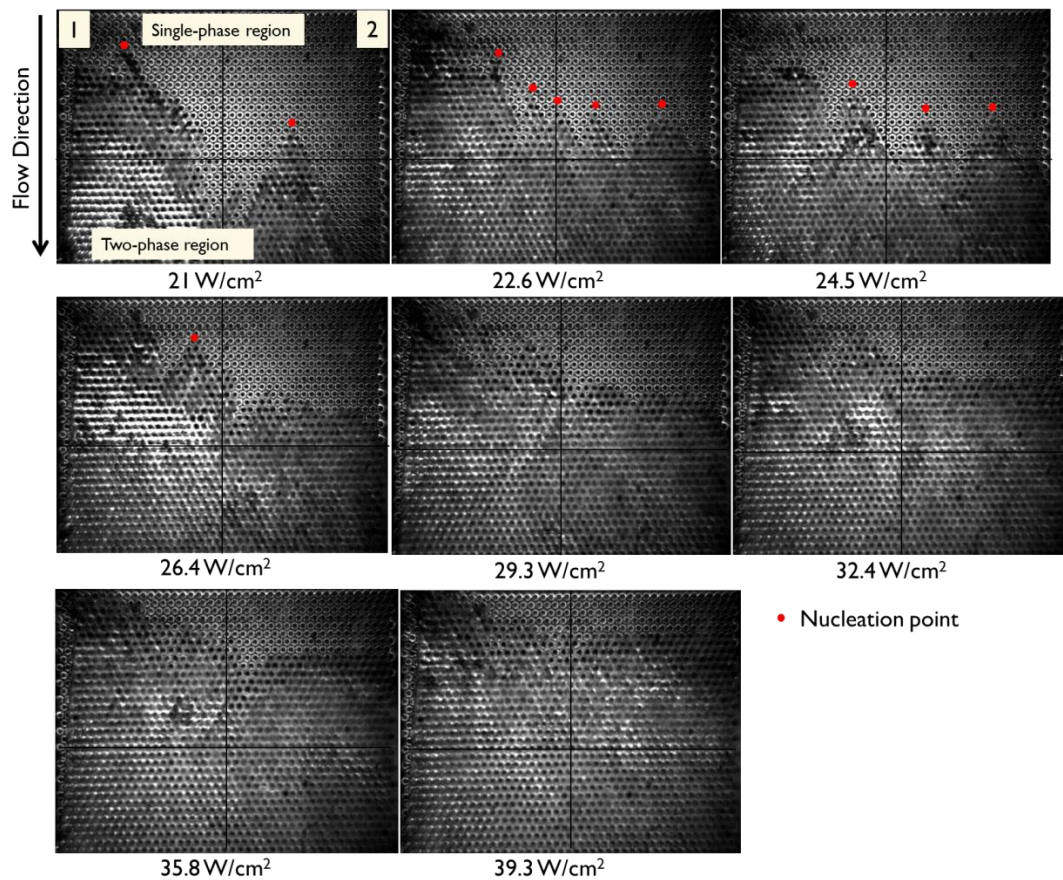 1
Single-phase region
2
Flow Direction
Two-phase region
21 W/cm²
22.6 W/cm²
24.5 W/cm²
26.4 W/cm²
29.3 W/cm²
32.4 W/cm²
Nucleation point
35.8 W/cm²
39.3 W/cm²